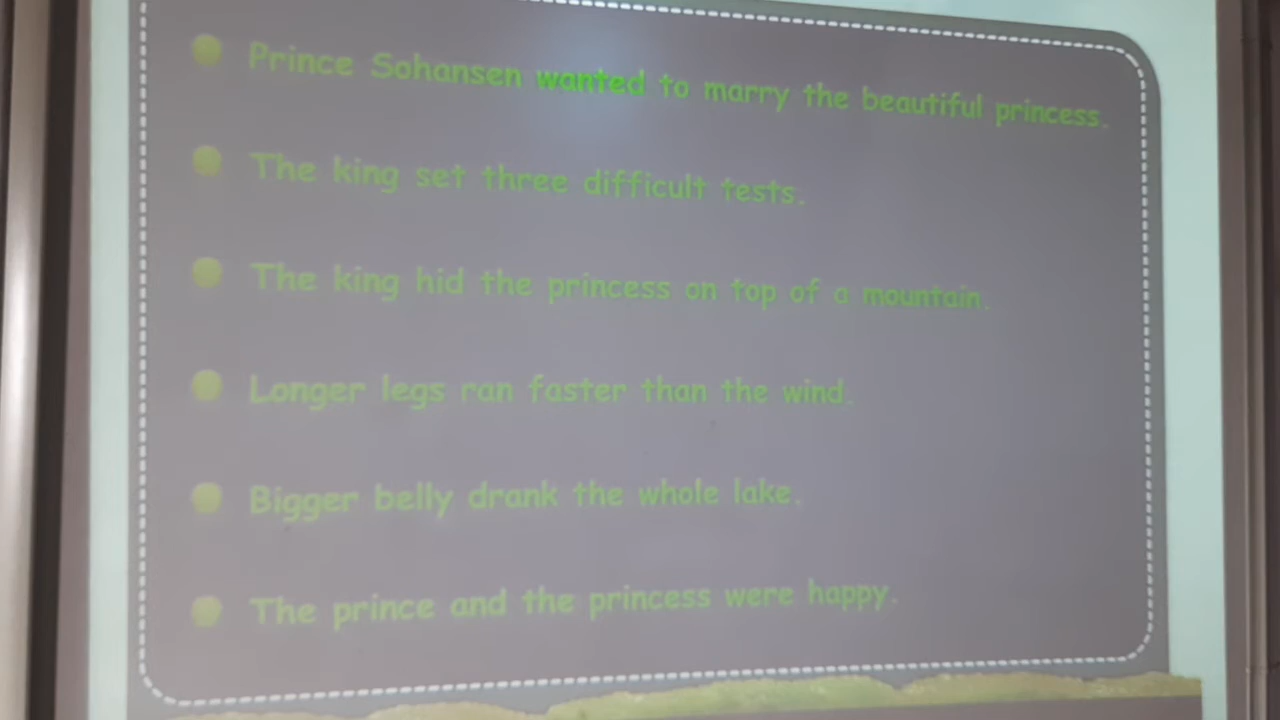 Prince Sohansen wanted to marry the beautiful princess.
The king set three difficult tests.
The king hid the princess on top of a mountain.
Longer legs ran faster than the wind.
Bigger belly drank the whole lake.
The prince and the princess were happy.